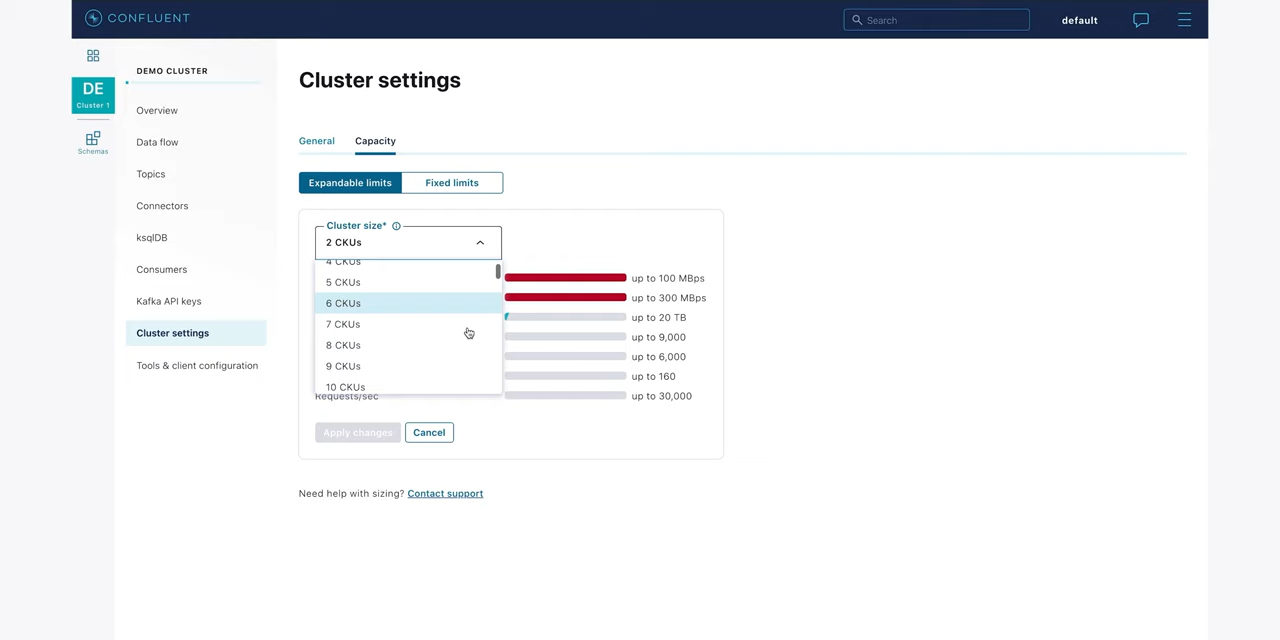 CONFLUENT
Search
default
DE
Cluster 1
Schemas
DEMO CLUSTER
Overview
Data flow
Topics
Connectors
ksqlDB
Consumers
Kafka API keys
Cluster settings
Tools & client configuration
Cluster settings
General
Capacity
Expandable limits
Fixed limits
Cluster size*
2 CKUs
4 CKUs
5 CKUs
6 CKUs
7 CKUs
8 CKUs
9 CKUs
10 CKUs
up to 100 MBps
up to 300 MBps
up to 20 TB
up to 9,000
up to 6,000
up to 160
Requests/sec
up to 30,000
Apply changes
Cancel
Need help with sizing? Contact support